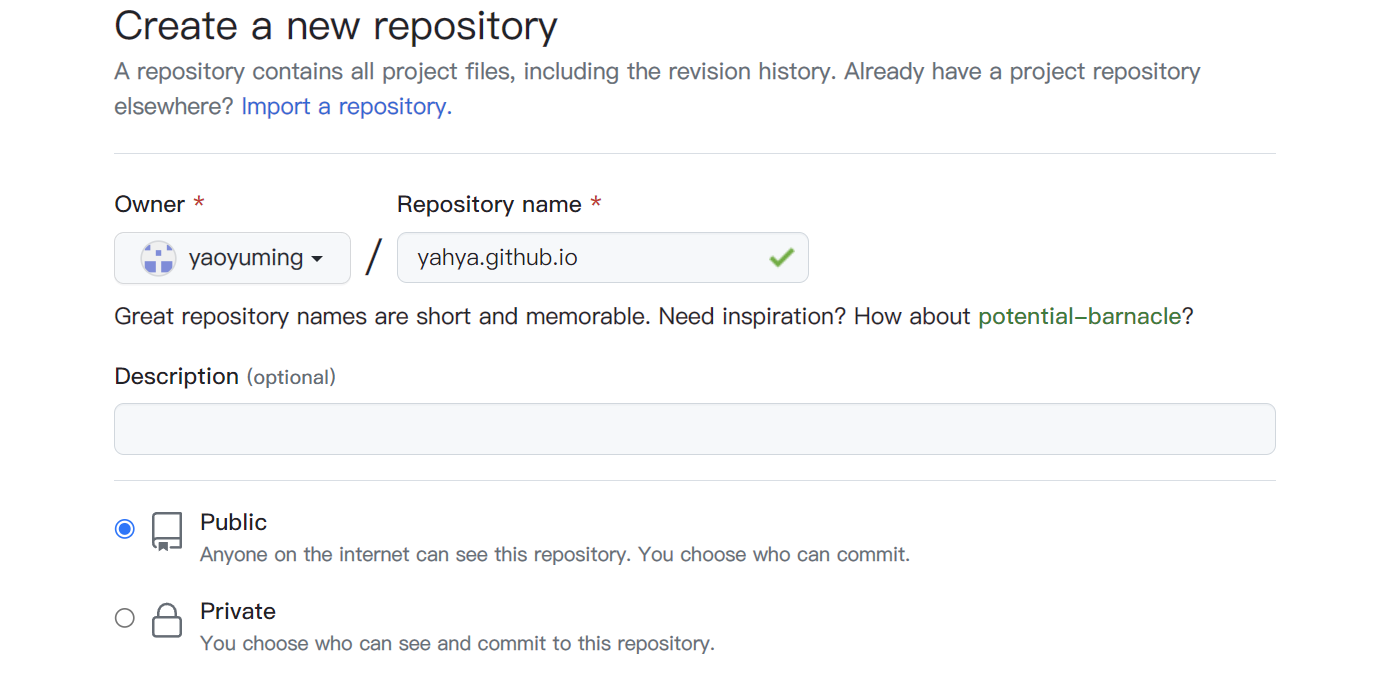 Create a new repository
A repository contains all project files, including the revision history. Already have a project repository
elsewhere? Import a repository.
Owner *
Repository name *
yaoyuming
/
yahya.github.io
Great repository names are short and memorable. Need inspiration? How about potential-barnacle?
Description (optional)
Public
Anyone on the internet can see this repository. You choose who can commit.
Private
You choose who can see and commit to this repository.